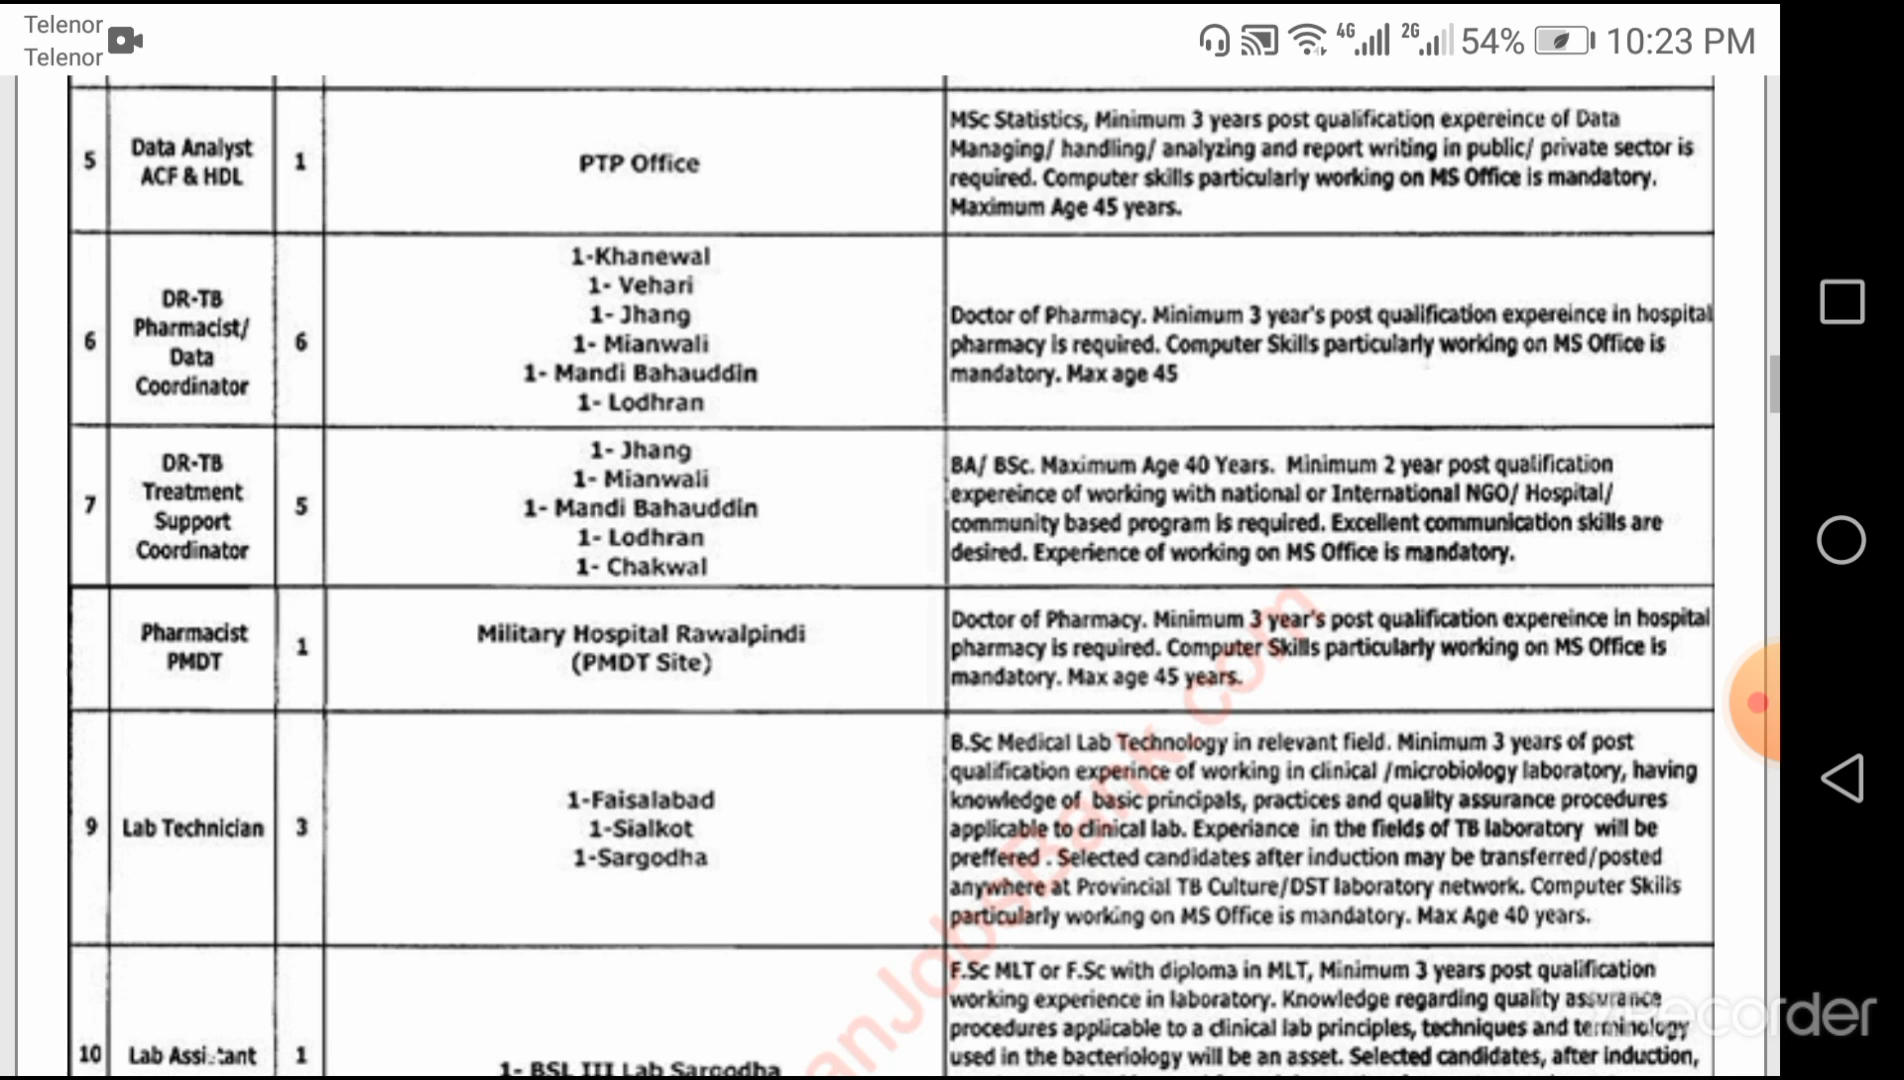 Telenor
Telenor
4G
2G
54%
10:23 PM
5
Data Analyst
ACF & HDL
1
PTP Office
MSc Statistics, Minimum 3 years post qualification expereince of Data
Managing/ handling/ analyzing and report writing in public/ private sector is
required. Computer skills particularly working on MS Office is mandatory.
Maximum Age 45 years.
6
DR-TB
Pharmacist/
Data
Coordinator
6
1-Khanewal
1- Vehari
1- Jhang
1- Mianwali
1- Mandi Bahauddin
1- Lodhran
Doctor of Pharmacy. Minimum 3 year's post qualification expereince in hospital
pharmacy is required. Computer Skills particularly working on MS Office is
mandatory. Max age 45
7
DR-TB
Treatment
Support
Coordinator
5
1- Jhang
1- Mianwali
1- Mandi Bahauddin
1- Lodhran
1- Chakwal
BA/ BSc. Maximum Age 40 Years. Minimum 2 year post qualification
expereince of working with national or International NGO/ Hospital/
community based program is required. Excellent communication skills are
desired. Experience of working on MS Office is mandatory.
Pharmacist
PMDT
1
Military Hospital Rawalpindi
(PMDT Site)
Doctor of Pharmacy. Minimum 3 year's post qualification expereince in hospital
pharmacy is required. Computer Skills particularly working on MS Office is
mandatory. Max age 45 years.
9
Lab Technician
3
1-Faisalabad
1-Sialkot
1-Sargodha
B.Sc Medical Lab Technology in relevant field. Minimum 3 years of post
qualification experince of working in clinical /microbiology laboratory, having
knowledge of basic principals, practices and quality assurance procedures
applicable to clinical lab. Experiance in the fields of TB laboratory will be
preffered . Selected candidates after induction may be transferred/posted
anywhere at Provincial TB Culture/DST laboratory network. Computer Skills
particularly working on MS Office is mandatory. Max Age 40 years.
10
Lab Assistant
1
1- BSL III Lab Sargodha
F.Sc MLT or F.Sc with diploma in MLT, Minimum 3 years post qualification
working experience in laboratory. Knowledge regarding quality assurance
procedures applicable to a clinical lab principles, techniques and terminology
used in the bacteriology will be an asset. Selected candidates, after induction,
anJobsBank.com
Recorder